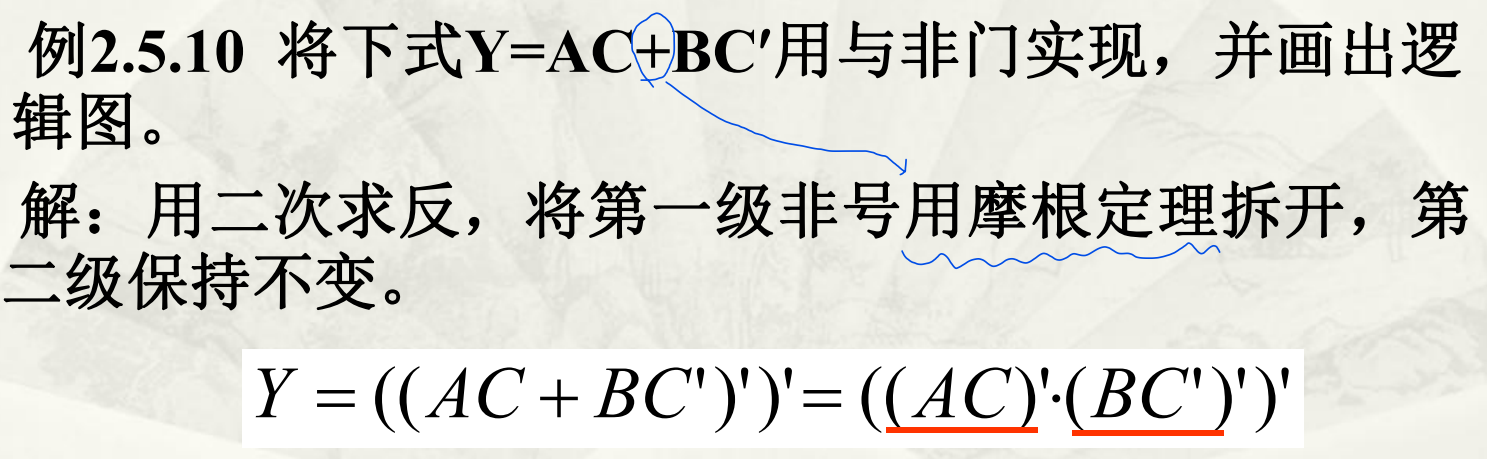 例2.5.10 将下式Y=AC+BC′用与非门实现，并画出逻
辑图。
解：用二次求反，将第一级非号用摩根定理拆开，第
二级保持不变。
Y = ((AC + BC')')' = ((AC)'·(BC')')'